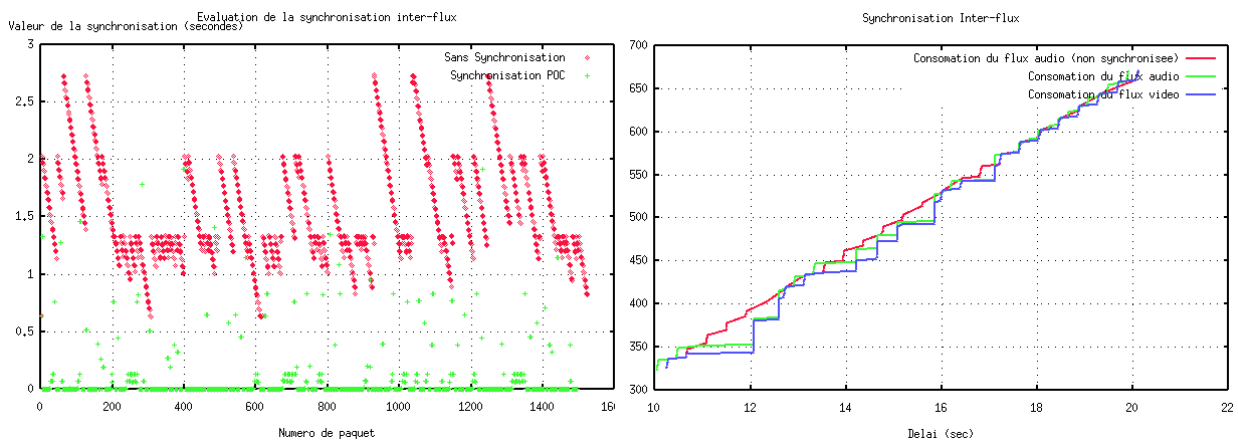 Evaluation de la synchronisation inter-flux
Valeur de la synchronisation (secondes)
3
2.5
2
1.5
1
0.5
0
Sans Synchronisation
Synchronisation POC
0 200 400 600 800 1000 1200 1400
Numero de paquet
Synchronisation Inter-flux
700
650
600
550
500
450
400
350
300
Consomation du flux audio (non synchronisee)
Consomation du flux audio
Consomation du flux video
10 12 14 16 18 20 22
Delai (sec)